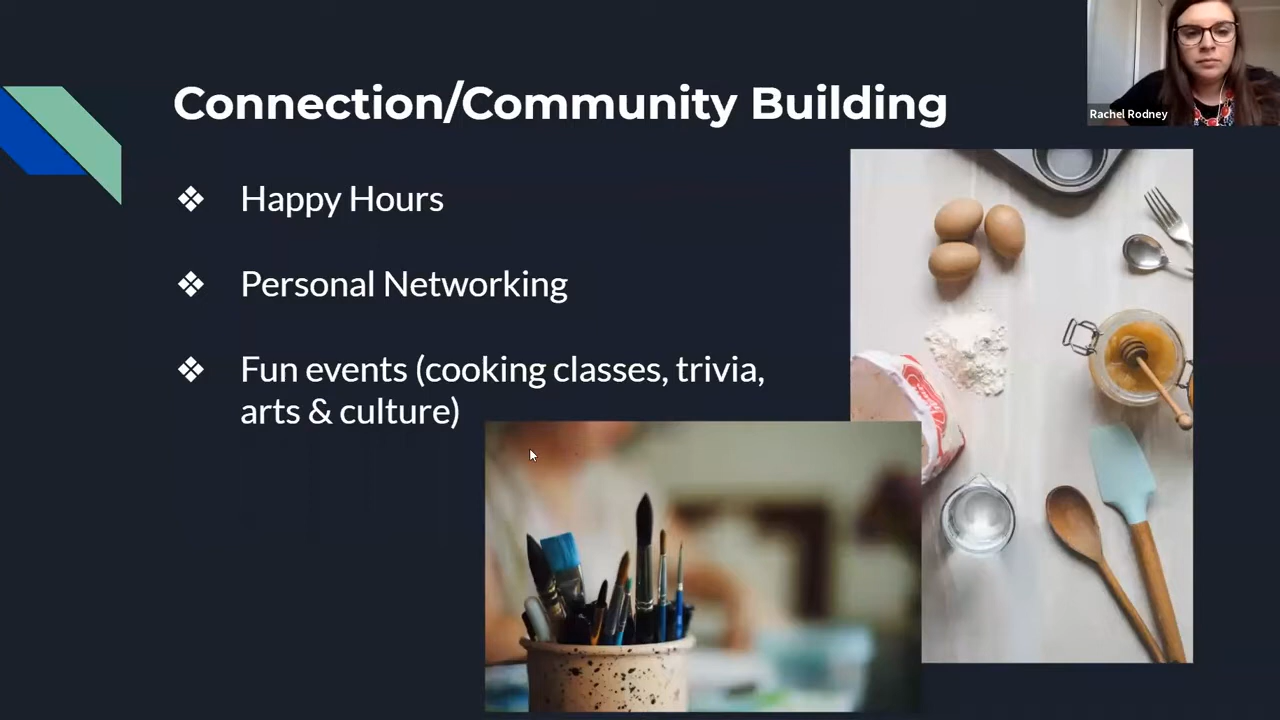 Connection/Community Building
Rachel Rodney
❖ Happy Hours
❖ Personal Networking
❖ Fun events (cooking classes, trivia,
arts & culture)